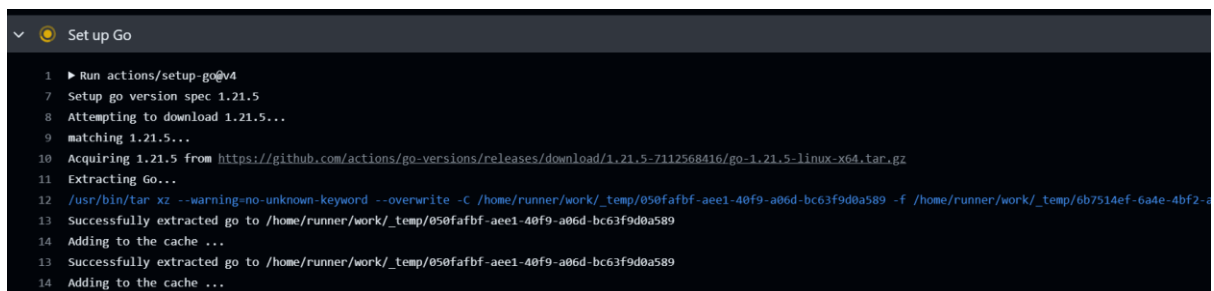 Set up Go
1 ▶ Run actions/setup-go@v4
7 Setup go version spec 1.21.5
8 Attempting to download 1.21.5...
9 matching 1.21.5...
10 Acquiring 1.21.5 from https://github.com/actions/go-versions/releases/download/1.21.5-7112568416/go-1.21.5-linux-x64.tar.gz
11 Extracting Go...
12 /usr/bin/tar xz --warning=no-unknown-keyword --overwrite -C /home/runner/work/_temp/050fafbf-aee1-40f9-a06d-bc63f9d0a589 -f /home/runner/work/_temp/6b7514ef-6a4e-4bf2-a
13 Successfully extracted go to /home/runner/work/_temp/050fafbf-aee1-40f9-a06d-bc63f9d0a589
14 Adding to the cache ...
13 Successfully extracted go to /home/runner/work/_temp/050fafbf-aee1-40f9-a06d-bc63f9d0a589
14 Adding to the cache ...